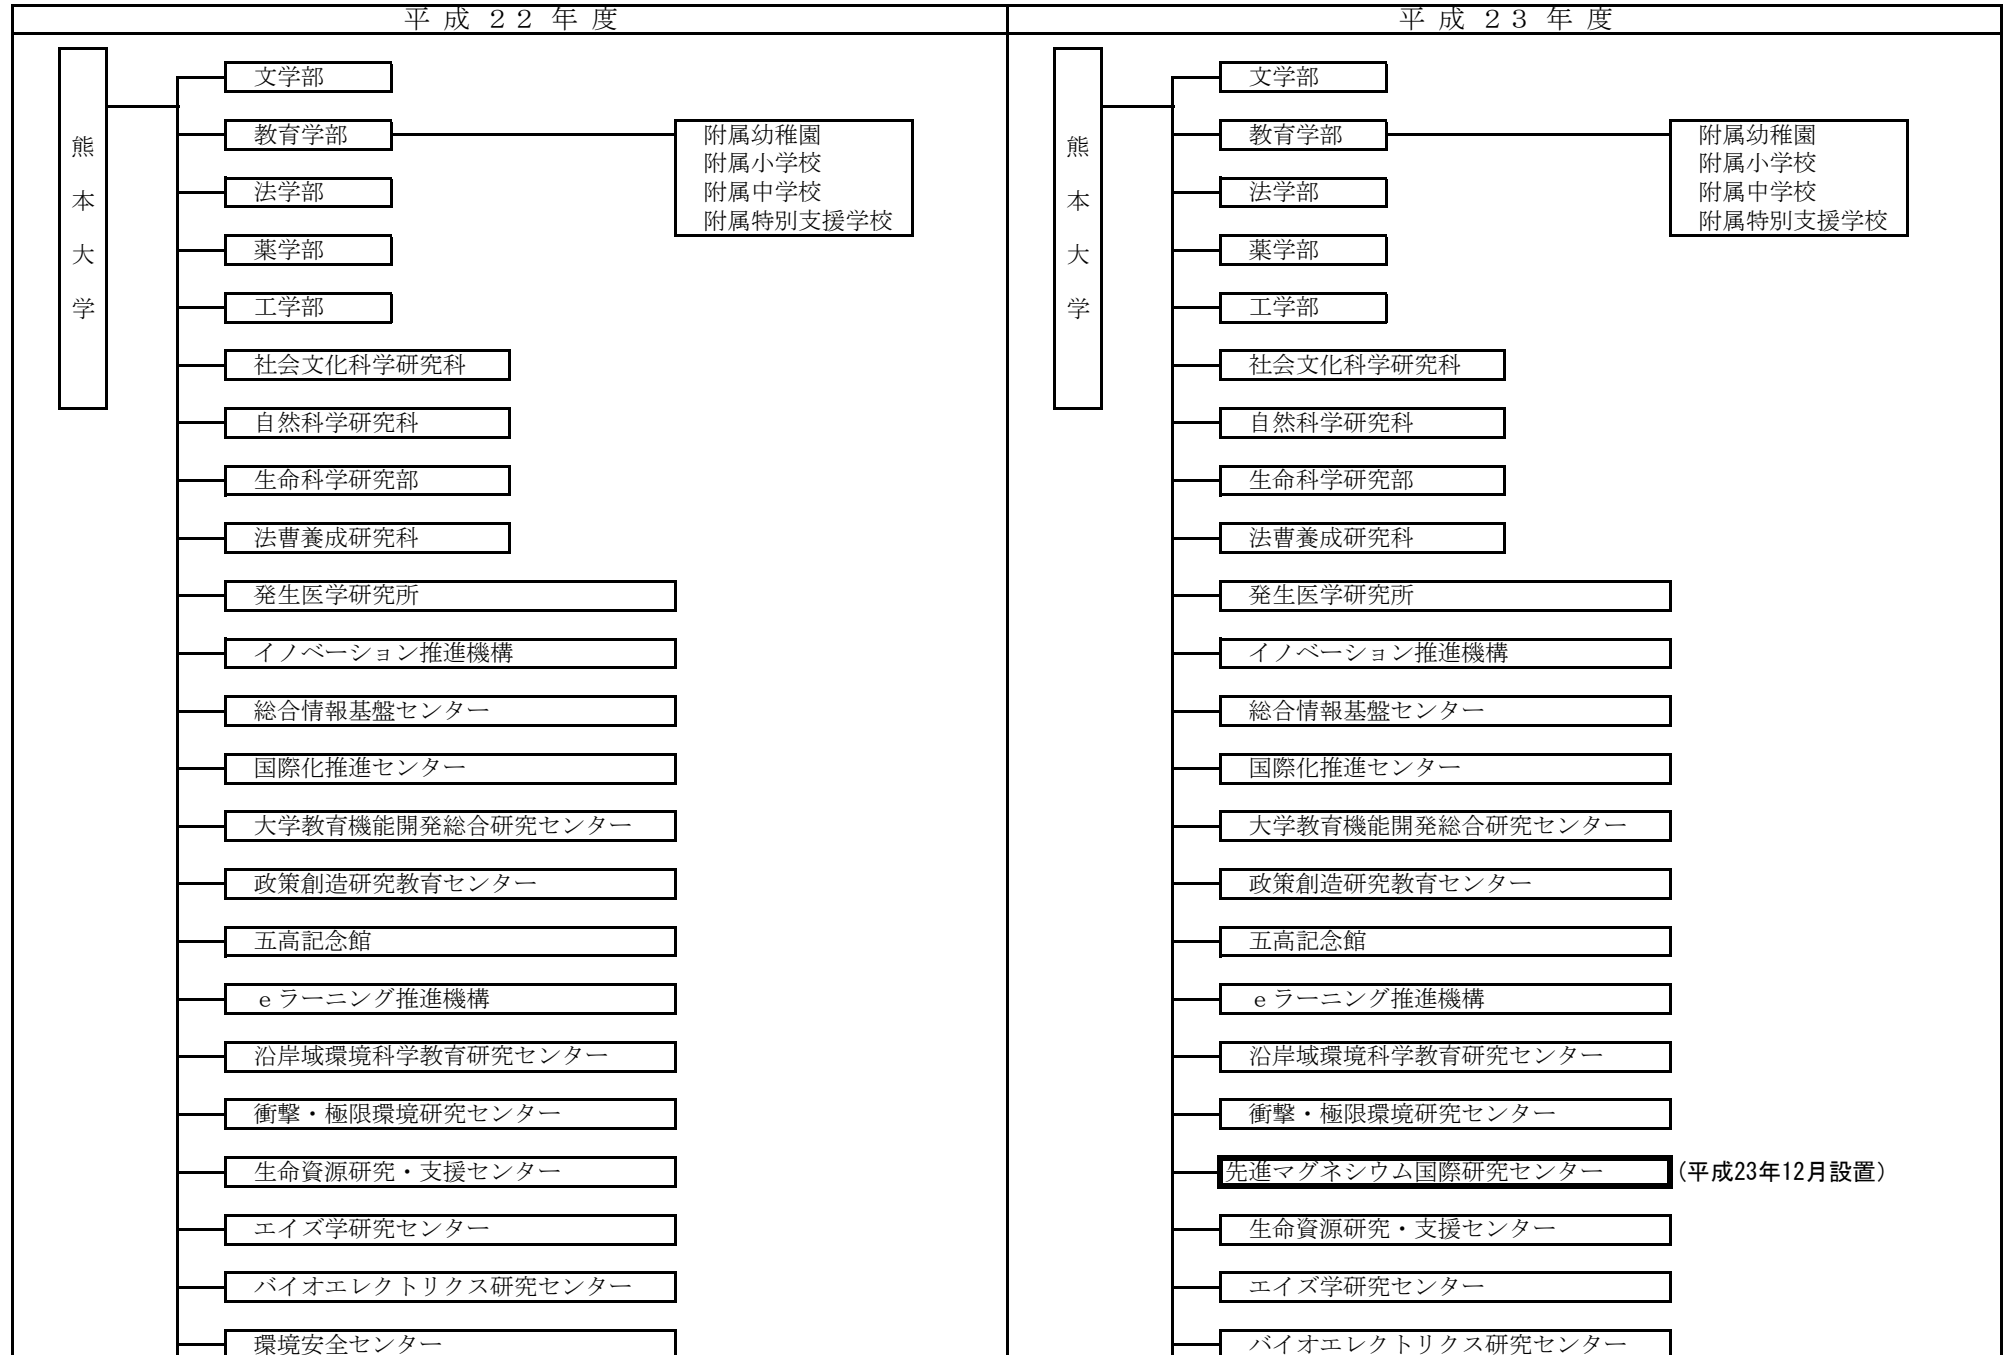 平 成 ２２ 年 度
熊本大学
文学部
教育学部
附属幼稚園
附属小学校
附属中学校
附属特別支援学校
法学部
薬学部
工学部
社会文化科学研究科
自然科学研究科
生命科学研究部
法曹養成研究科
発生医学研究所
イノベーション推進機構
総合情報基盤センター
国際化推進センター
大学教育機能開発総合研究センター
政策創造研究教育センター
五高記念館
ｅラーニング推進機構
沿岸域環境科学教育研究センター
衝撃・極限環境研究センター
生命資源研究・支援センター
エイズ学研究センター
バイオエレクトリクス研究センター
環境安全センター
平 成 ２３ 年 度
熊本大学
文学部
教育学部
附属幼稚園
附属小学校
附属中学校
附属特別支援学校
法学部
薬学部
工学部
社会文化科学研究科
自然科学研究科
生命科学研究部
法曹養成研究科
発生医学研究所
イノベーション推進機構
総合情報基盤センター
国際化推進センター
大学教育機能開発総合研究センター
政策創造研究教育センター
五高記念館
ｅラーニング推進機構
沿岸域環境科学教育研究センター
衝撃・極限環境研究センター
先進マグネシウム国際研究センター (平成23年12月設置）
生命資源研究・支援センター
エイズ学研究センター
バイオエレクトリクス研究センター